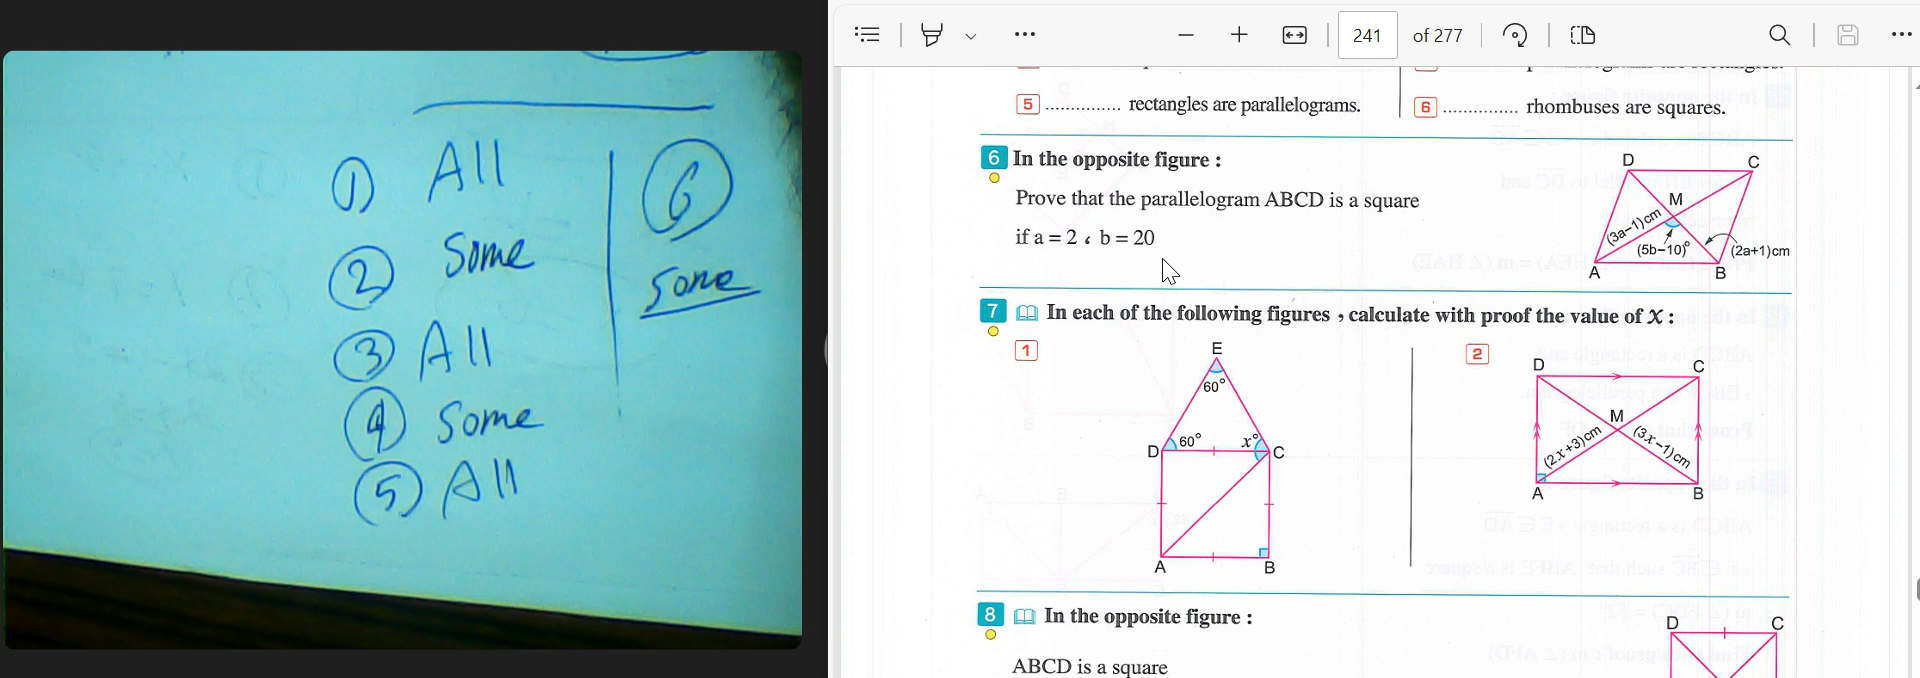 ① All
② Some
③ All
④ Some
⑤ All
⑥
Some
241 of 277
5 .............. rectangles are parallelograms.
6 .............. rhombuses are squares.
6 In the opposite figure :
Prove that the parallelogram ABCD is a square
if a = 2 ، b = 20
D C
M
(3a−1)cm
(5b−10)°
(2a+1)cm
A B
7 In each of the following figures , calculate with proof the value of X :
1
E
60°
D 60° x° C
A B
2
D C
M
(2x+3)cm (3x−1)cm
A B
8 In the opposite figure :
D C
ABCD is a square